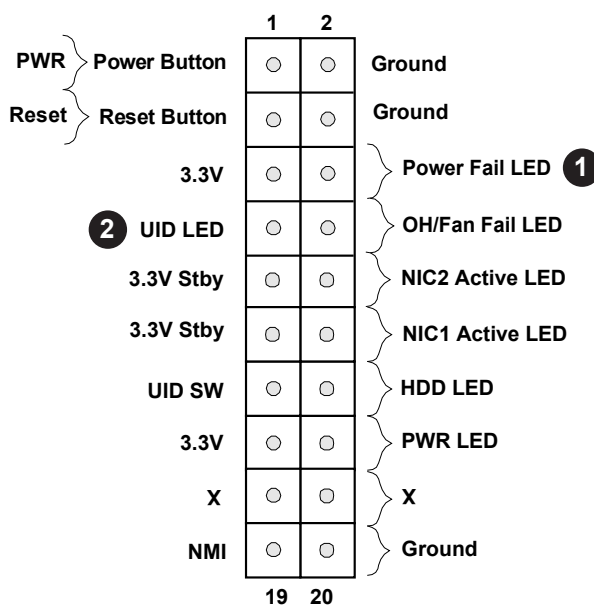 1 2
PWR Power Button Ground
Reset Reset Button Ground
3.3V Power Fail LED 1
2 UID LED OH/Fan Fail LED
3.3V Stby NIC2 Active LED
3.3V Stby NIC1 Active LED
UID SW HDD LED
3.3V PWR LED
X X
NMI Ground
19 20